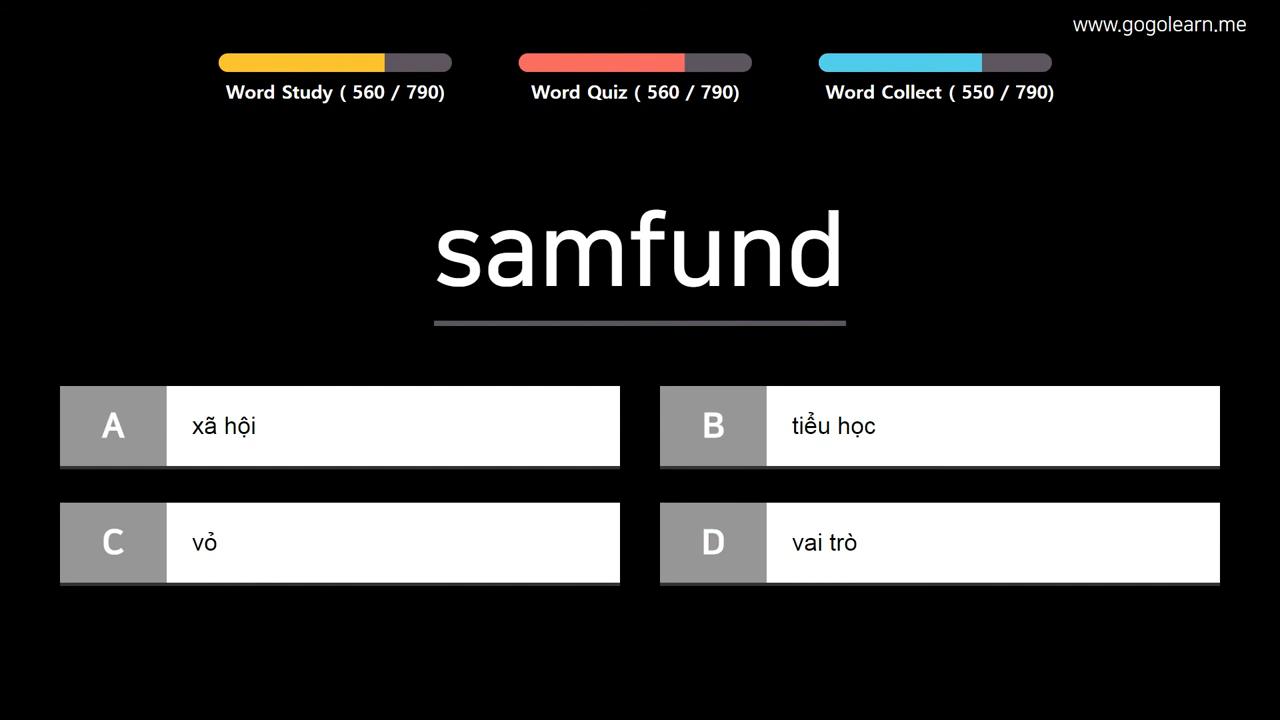 www.gogolearn.me
Word Study ( 560 / 790)
Word Quiz ( 560 / 790)
Word Collect ( 550 / 790)
samfund
A xã hội
B tiểu học
C vỏ
D vai trò